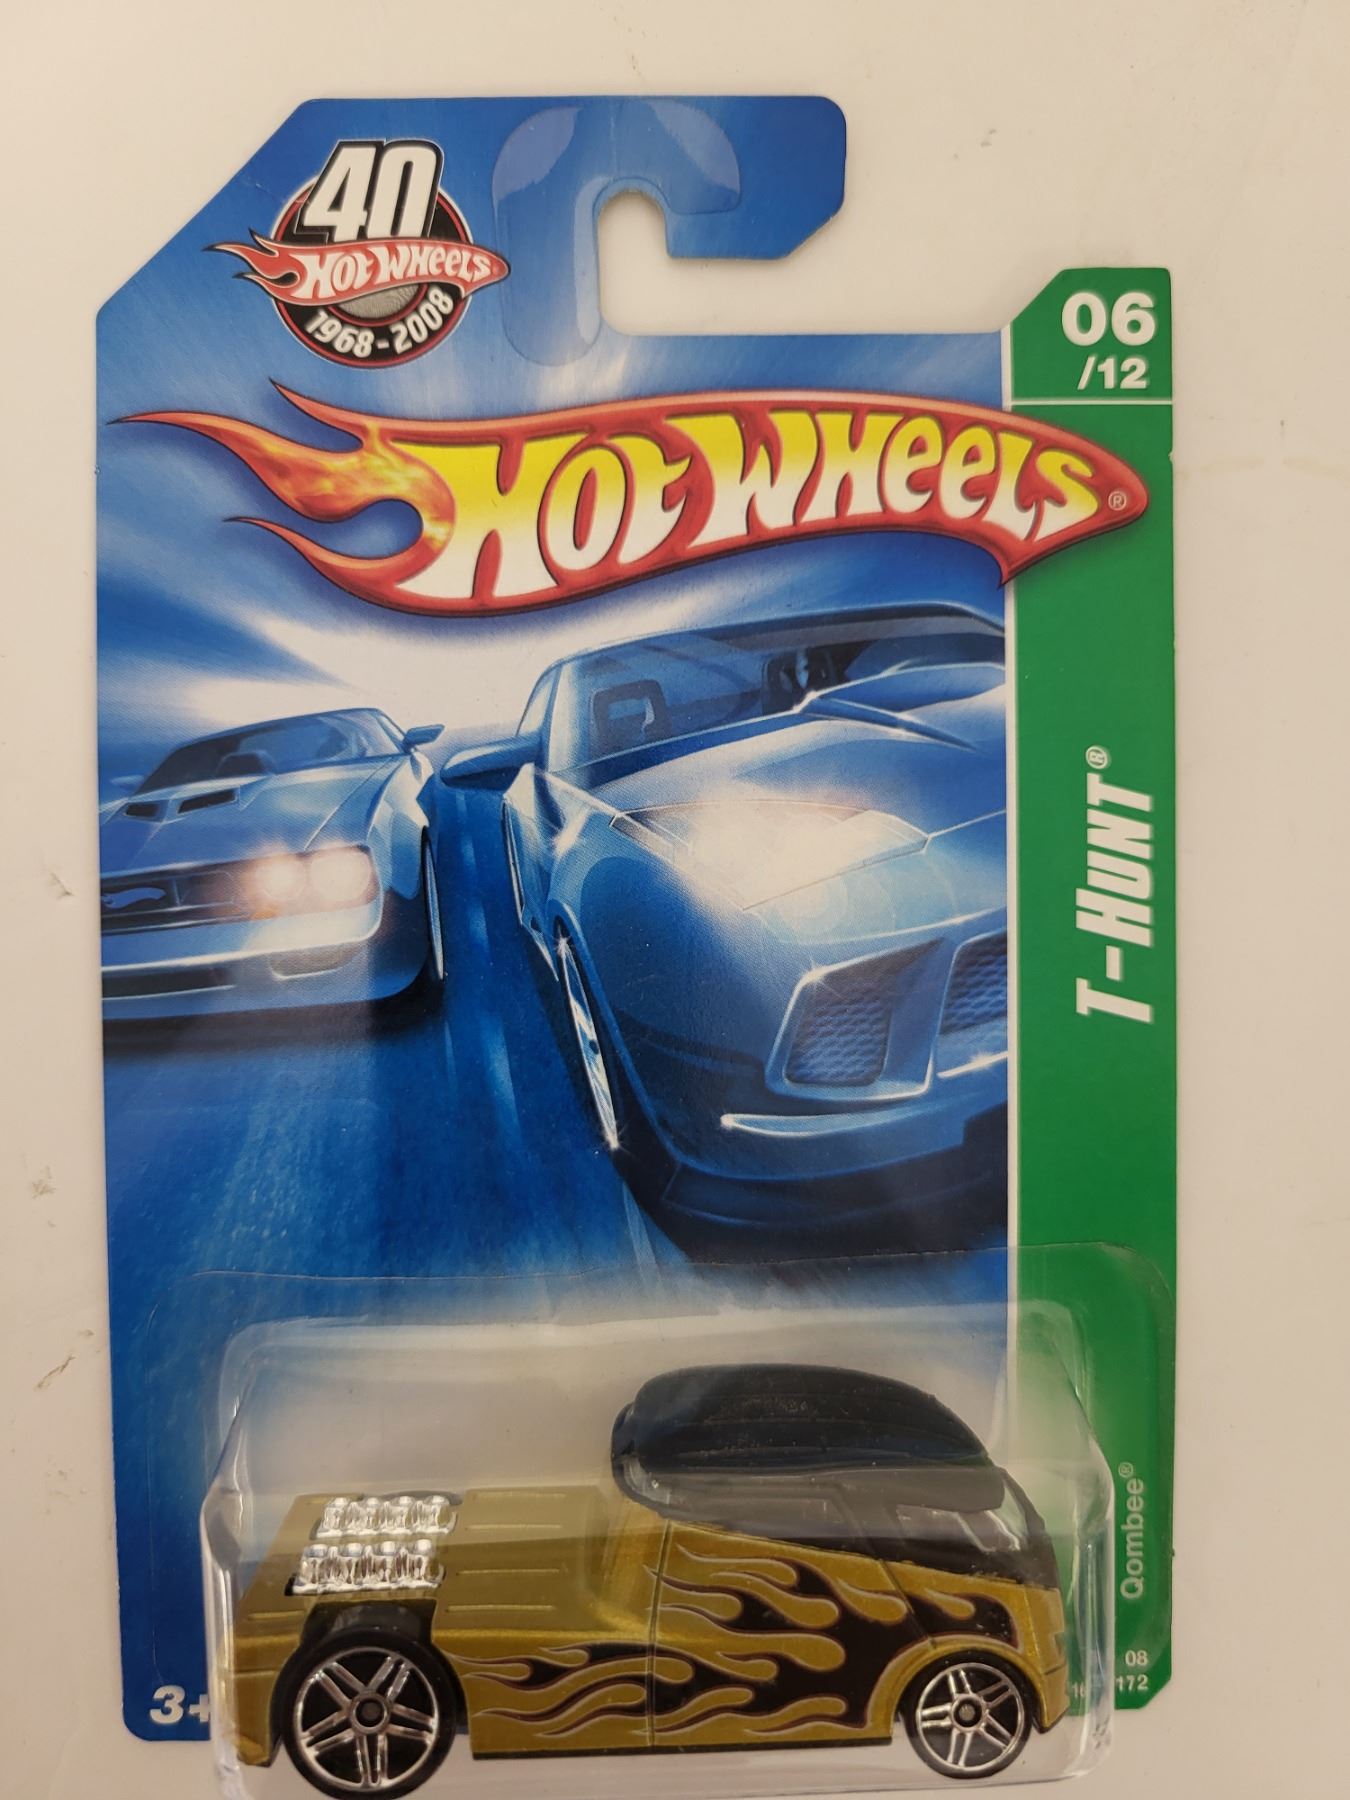 40
HOT WHEELS
1968-2008
06
/12
HOT WHEELS®
T-HUNT®
Qombee®
08
172
3+